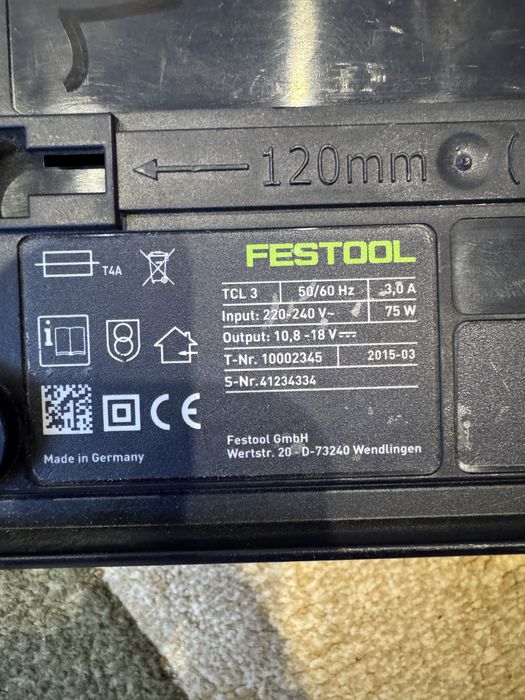 120mm
FESTOOL
T4A
TCL 3 50/60 Hz 3,0 A
Input: 220-240 V~ 75 W
Output: 10,8 -18 V⎓
T-Nr. 10002345 2015-03
S-Nr.41234334
i
CE
Made in Germany
Festool GmbH
Wertstr. 20 - D-73240 Wendlingen